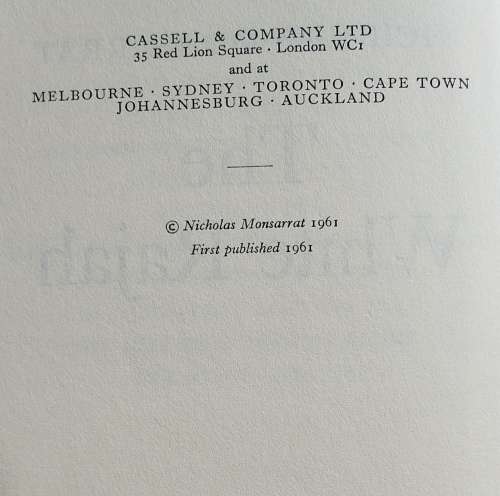 CASSELL & COMPANY LTD
35 Red Lion Square · London WC1
and at
MELBOURNE · SYDNEY · TORONTO · CAPE TOWN
JOHANNESBURG · AUCKLAND
© Nicholas Monsarrat 1961
First published 1961